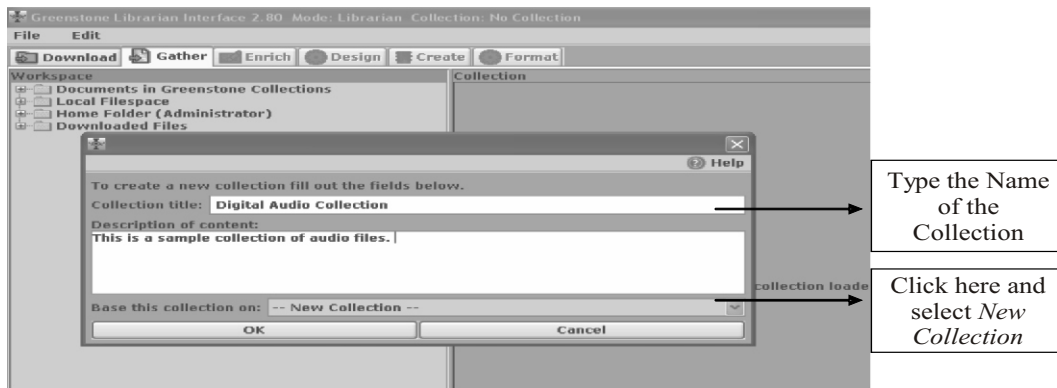 Greenstone Librarian Interface 2.80 Mode: Librarian Collection: No Collection
File Edit
Download Gather Enrich Design Create Format
Workspace Collection
Documents in Greenstone Collections
Local Filespace
Home Folder (Administrator)
Downloaded Files
Help
To create a new collection fill out the fields below.
Collection title: Digital Audio Collection
Type the Name
of the
Collection
Description of content:
This is a sample collection of audio files.
collection loade
Base this collection on: -- New Collection --
Click here and
select New
Collection
OK Cancel